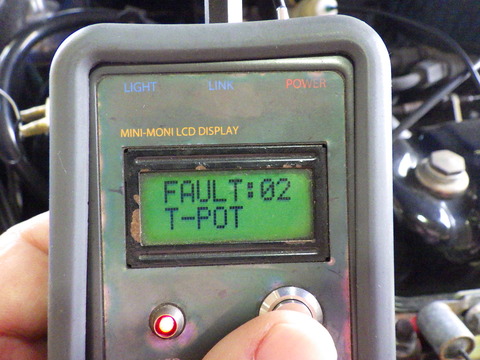 LIGHT LINK POWER
MINI-MONI LCD DISPLAY
FAULT:02
T-POT